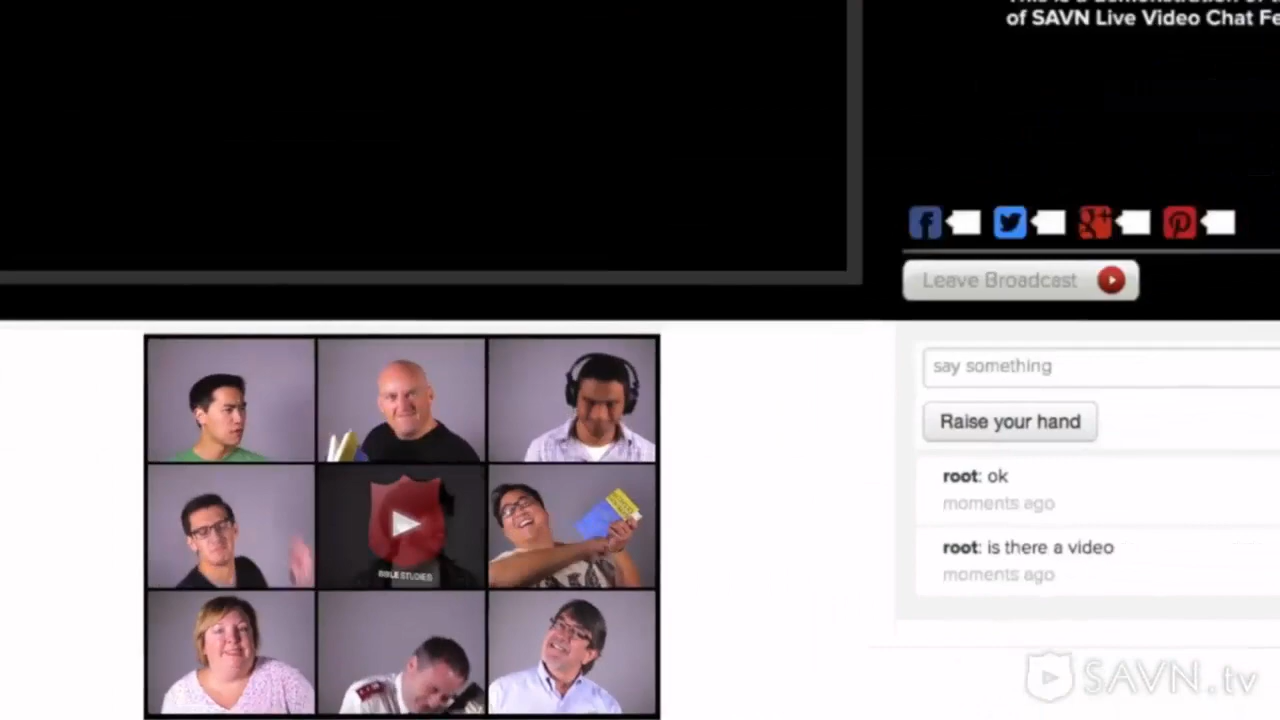 of SAVN Live Video Chat Fe
Leave Broadcast
say something
Raise your hand
root: ok
moments ago
root: is there a video
moments ago
BIBLE STUDIES
SAVN.tv